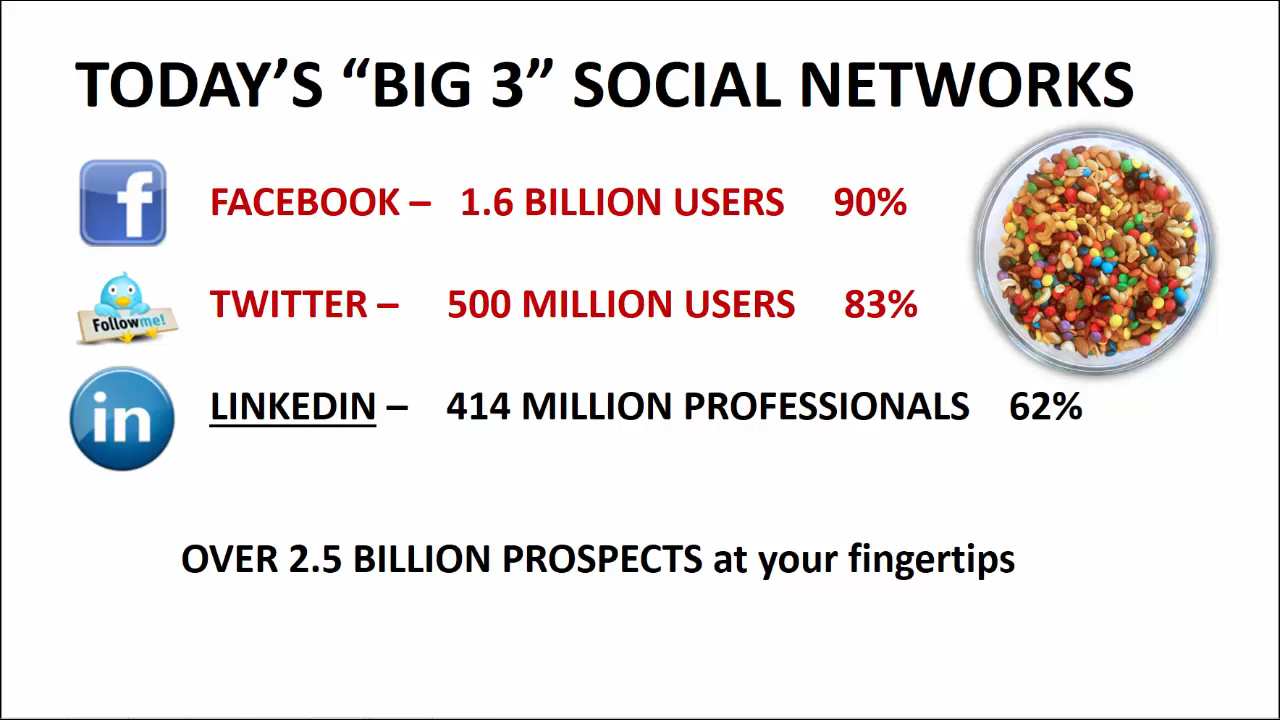 TODAY'S “BIG 3” SOCIAL NETWORKS
f
FACEBOOK – 1.6 BILLION USERS 90%
Followme!
TWITTER – 500 MILLION USERS 83%
in
LINKEDIN – 414 MILLION PROFESSIONALS 62%
OVER 2.5 BILLION PROSPECTS at your fingertips